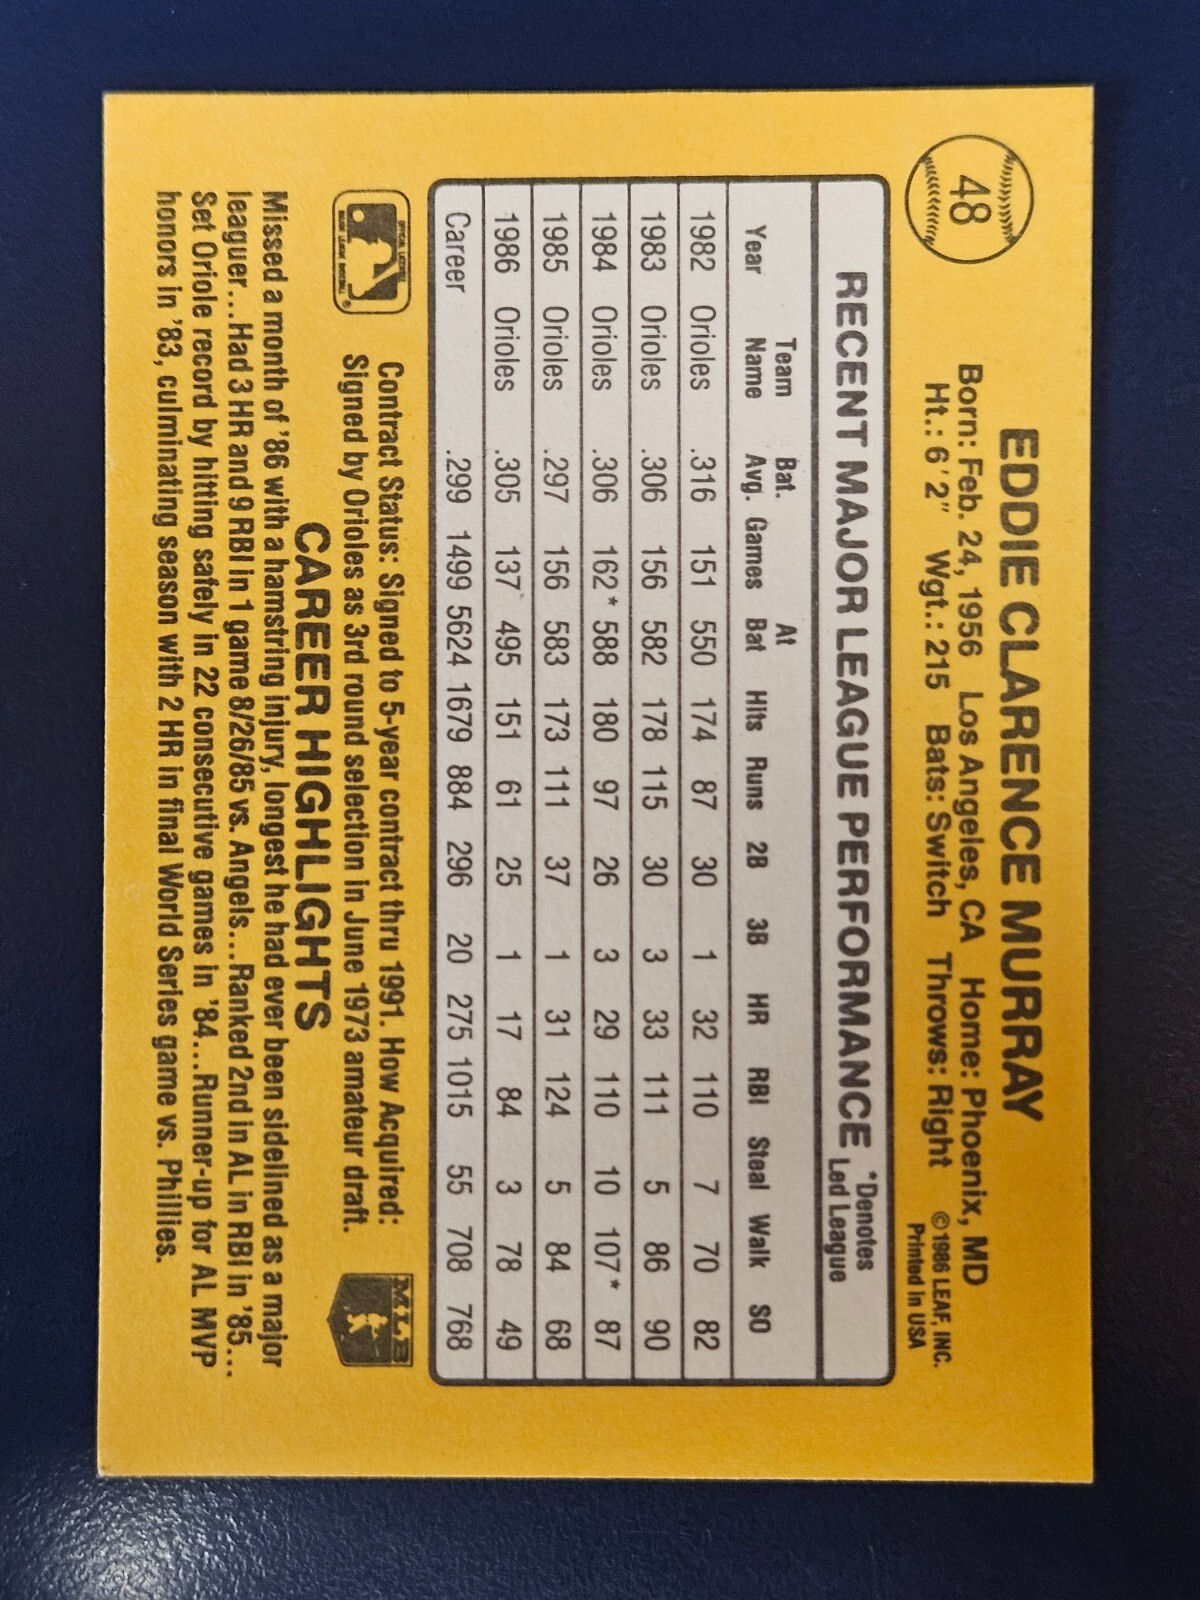 48
EDDIE CLARENCE MURRAY
Born: Feb. 24, 1956 Los Angeles, CA Home: Phoenix, MD
Ht.: 6'2" Wgt.: 215 Bats: Switch Throws: Right
©1986 LEAF, INC.
Printed in USA
RECENT MAJOR LEAGUE PERFORMANCE *Denotes Led League
Year Team Name Bat. Avg. Games At Bat Hits Runs 2B 3B HR RBI Steal Walk SO
1982 Orioles .316 151 550 174 87 30 1 32 110 7 70 82
1983 Orioles .306 156 582 178 115 30 3 33 111 5 86 90
1984 Orioles .306 162* 588 180 97 26 3 29 110 10 107* 87
1985 Orioles .297 156 583 173 111 37 1 31 124 5 84 68
1986 Orioles .305 137 495 151 61 25 1 17 84 3 78 49
Career .299 1499 5624 1679 884 296 20 275 1015 55 708 768
Contract Status: Signed to 5-year contract thru 1991. How Acquired:
Signed by Orioles as 3rd round selection in June 1973 amateur draft.
MLB
CAREER HIGHLIGHTS
Missed a month of '86 with a hamstring injury, longest he had ever been sidelined as a major
leaguer...Had 3 HR and 9 RBI in 1 game 8/26/85 vs. Angels...Ranked 2nd in AL in RBI in '85...
Set Oriole record by hitting safely in 22 consecutive games in '84...Runner-up for AL MVP
honors in '83, culminating season with 2 HR in final World Series game vs. Phillies.